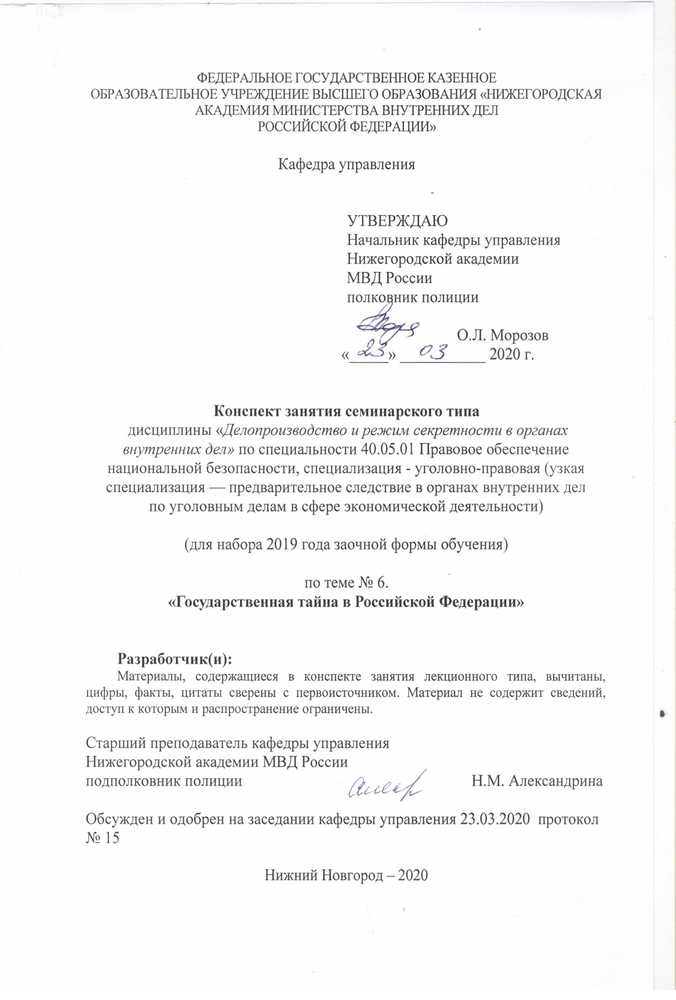 ФЕДЕРАЛЬНОЕ ГОСУДАРСТВЕННОЕ КАЗЕННОЕ
ОБРАЗОВАТЕЛЬНОЕ УЧРЕЖДЕНИЕ ВЫСШЕГО ОБРАЗОВАНИЯ «НИЖЕГОРОДСКАЯ
АКАДЕМИЯ МИНИСТЕРСТВА ВНУТРЕННИХ ДЕЛ
РОССИЙСКОЙ ФЕДЕРАЦИИ»
Кафедра управления
УТВЕРЖДАЮ
Начальник кафедры управления
Нижегородской академии
МВД России
полковник полиции
О.Л. Морозов
«23» 03 2020 г.
Конспект занятия семинарского типа
дисциплины «Делопроизводство и режим секретности в органах
внутренних дел» по специальности 40.05.01 Правовое обеспечение
национальной безопасности, специализация - уголовно-правовая (узкая
специализация — предварительное следствие в органах внутренних дел
по уголовным делам в сфере экономической деятельности)
(для набора 2019 года заочной формы обучения)
по теме № 6.
«Государственная тайна в Российской Федерации»
Разработчик(и):
Материалы, содержащиеся в конспекте занятия лекционного типа, вычитаны,
цифры, факты, цитаты сверены с первоисточником. Материал не содержит сведений,
доступ к которым и распространение ограничены.
Старший преподаватель кафедры управления
Нижегородской академии МВД России
подполковник полиции Н.М. Александрина
Обсужден и одобрен на заседании кафедры управления 23.03.2020 протокол
№ 15
Нижний Новгород – 2020